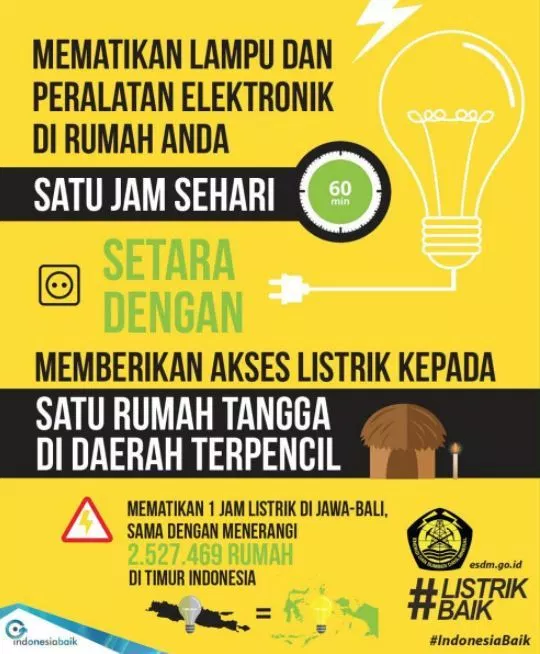 MEMATIKAN LAMPU DAN
PERALATAN ELEKTRONIK
DI RUMAH ANDA
SATU JAM SEHARI
60
min
SETARA
DENGAN
MEMBERIKAN AKSES LISTRIK KEPADA
SATU RUMAH TANGGA
DI DAERAH TERPENCIL
MEMATIKAN 1 JAM LISTRIK DI JAWA-BALI,
SAMA DENGAN MENERANGI
2.527.469 RUMAH
DI TIMUR INDONESIA
=
esdm.go.id
#LISTRIK
BAIK
indonesiabaik
#IndonesiaBaik